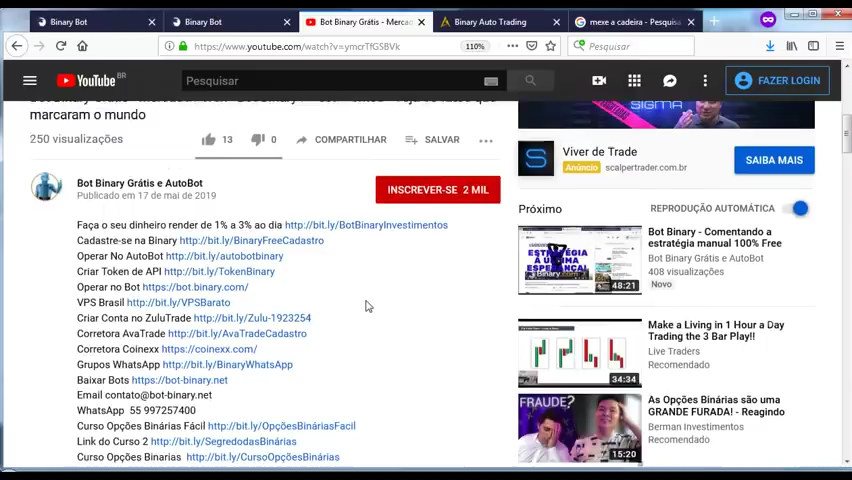 Binary Bot
Binary Bot
Bot Binary Grátis - Mercad
Binary Auto Trading
mexe a cadeira - Pesquisa
https://www.youtube.com/watch?v=ymcrTfGSBVk
110%
Pesquisar
YouTube BR
Pesquisar
FAZER LOGIN
marcaram o mundo
250 visualizações
13
0
COMPARTILHAR
SALVAR
Bot Binary Grátis e AutoBot
Publicado em 17 de mai de 2019
INSCREVER-SE 2 MIL
Faça o seu dinheiro render de 1% a 3% ao dia http://bit.ly/BotBinaryInvestimentos
Cadastre-se na Binary http://bit.ly/BinaryFreeCadastro
Operar No AutoBot http://bit.ly/autobotbinary
Criar Token de API http://bit.ly/TokenBinary
Operar no Bot https://bot.binary.com/
VPS Brasil http://bit.ly/VPSBarato
Criar Conta no ZuluTrade http://bit.ly/Zulu-1923254
Corretora AvaTrade http://bit.ly/AvaTradeCadastro
Corretora Coinexx https://coinexx.com/
Grupos WhatsApp http://bit.ly/BinaryWhatsApp
Baixar Bots https://bot-binary.net
Email contato@bot-binary.net
WhatsApp 55 997257400
Curso Opções Binárias Fácil http://bit.ly/OpçõesBináriasFacil
Link do Curso 2 http://bit.ly/SegredodasBinárias
Curso Opções Binarias http://bit.ly/CursoOpçõesBinárias
SIGMA
Viver de Trade
Anúncio scalpertrader.com.br
SAIBA MAIS
Próximo
REPRODUÇÃO AUTOMÁTICA
ESTRATÉGIA
A ÚLTIMA
ESPERANÇA!
48:21
Bot Binary - Comentando a
estratégia manual 100% Free
Bot Binary Grátis e AutoBot
408 visualizações
Novo
34:34
Make a Living in 1 Hour a Day
Trading the 3 Bar Play!!
Live Traders
Recomendado
FRAUDE?
15:20
As Opções Binárias são uma
GRANDE FURADA! - Reagindo
Berman Investimentos
Recomendado